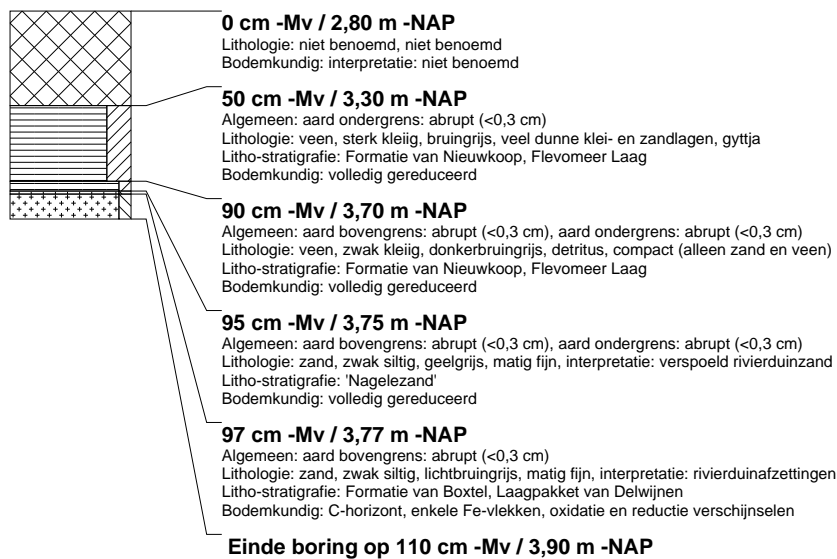 0 cm -Mv / 2,80 m -NAP
Lithologie: niet benoemd, niet benoemd
Bodemkundig: interpretatie: niet benoemd
50 cm -Mv / 3,30 m -NAP
Algemeen: aard ondergrens: abrupt (<0,3 cm)
Lithologie: veen, sterk kleiig, bruingrijs, veel dunne klei- en zandlagen, gyttja
Litho-stratigrafie: Formatie van Nieuwkoop, Flevomeer Laag
Bodemkundig: volledig gereduceerd
90 cm -Mv / 3,70 m -NAP
Algemeen: aard bovengrens: abrupt (<0,3 cm), aard ondergrens: abrupt (<0,3 cm)
Lithologie: veen, zwak kleiig, donkerbruingrijs, detritus, compact (alleen zand en veen)
Litho-stratigrafie: Formatie van Nieuwkoop, Flevomeer Laag
Bodemkundig: volledig gereduceerd
95 cm -Mv / 3,75 m -NAP
Algemeen: aard bovengrens: abrupt (<0,3 cm), aard ondergrens: abrupt (<0,3 cm)
Lithologie: zand, zwak siltig, geelgrijs, matig fijn, interpretatie: verspoeld rivierduinzand
Litho-stratigrafie: 'Nagelezand'
Bodemkundig: volledig gereduceerd
97 cm -Mv / 3,77 m -NAP
Algemeen: aard bovengrens: abrupt (<0,3 cm)
Lithologie: zand, zwak siltig, lichtbruingrijs, matig fijn, interpretatie: rivierduinafzettingen
Litho-stratigrafie: Formatie van Boxtel, Laagpakket van Delwijnen
Bodemkundig: C-horizont, enkele Fe-vlekken, oxidatie en reductie verschijnselen
Einde boring op 110 cm -Mv / 3,90 m -NAP